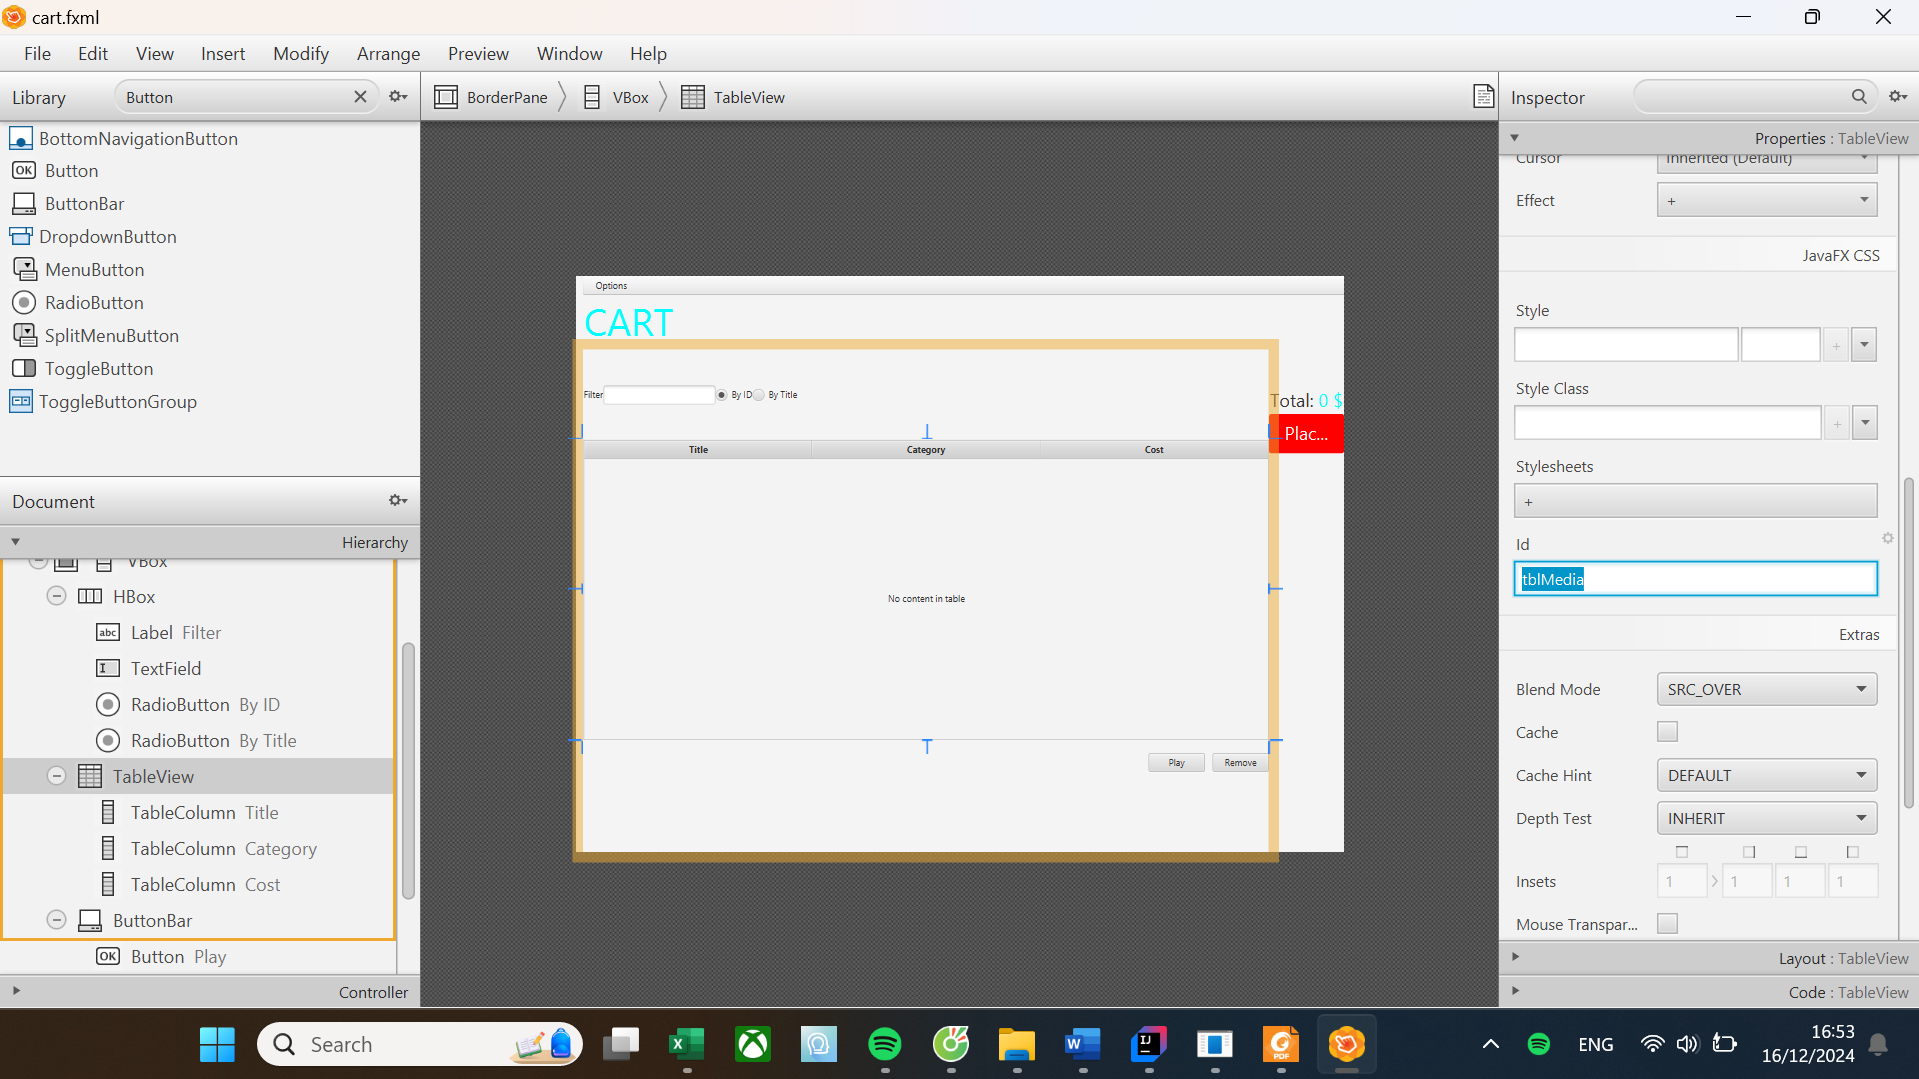 cart.fxml
File Edit View Insert Modify Arrange Preview Window Help
Library Button
BottomNavigationButton
OK Button
ButtonBar
DropdownButton
MenuButton
RadioButton
SplitMenuButton
ToggleButton
ToggleButtonGroup
Document
Hierarchy
VBox
HBox
abc Label Filter
TextField
RadioButton By ID
RadioButton By Title
TableView
TableColumn Title
TableColumn Category
TableColumn Cost
ButtonBar
OK Button Play
Controller
BorderPane VBox TableView
Options
CART
Filter By ID By Title
Total: 0 $
Plac...
Title Category Cost
No content in table
Play Remove
Inspector
Properties : TableView
Cursor Inherited (Default)
Effect +
JavaFX CSS
Style
+
Style Class
+
Stylesheets
+
Id
tblMedia
Extras
Blend Mode SRC_OVER
Cache
Cache Hint DEFAULT
Depth Test INHERIT
Insets 1 1 1 1
Mouse Transpar...
Layout : TableView
Code : TableView
Search
ENG
16:53
16/12/2024